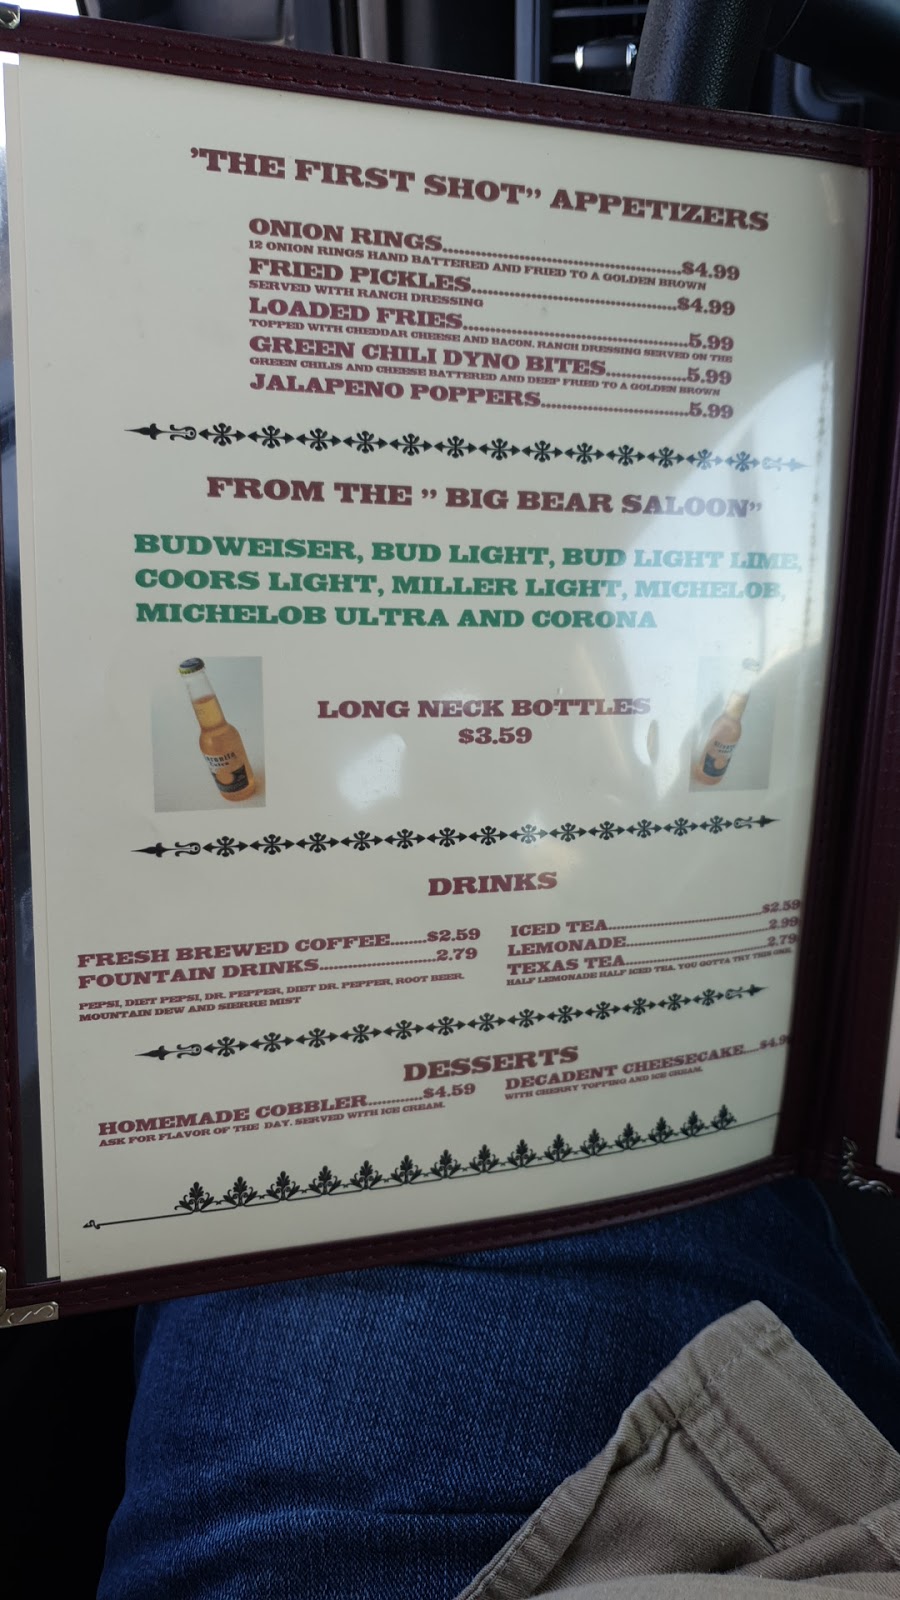 ’THE FIRST SHOT” APPETIZERS
ONION RINGS...$4.99
12 ONION RINGS HAND BATTERED AND FRIED TO A GOLDEN BROWN
FRIED PICKLES...$4.99
SERVED WITH RANCH DRESSING
LOADED FRIES...5.99
TOPPED WITH CHEDDAR CHEESE AND BACON. RANCH DRESSING SERVED ON THE
GREEN CHILI DYNO BITES...5.99
GREEN CHILIS AND CHEESE BATTERED AND DEEP FRIED TO A GOLDEN BROWN
JALAPENO POPPERS...5.99
FROM THE ” BIG BEAR SALOON”
BUDWEISER, BUD LIGHT, BUD LIGHT LIME,
COORS LIGHT, MILLER LIGHT, MICHELOB,
MICHELOB ULTRA AND CORONA
LONG NECK BOTTLES
$3.59
DRINKS
FRESH BREWED COFFEE...$2.59
FOUNTAIN DRINKS...2.79
PEPSI, DIET PEPSI, DR. PEPPER, DIET DR. PEPPER, ROOT BEER
MOUNTAIN DEW AND SIERRE MIST
ICED TEA...$2.59
LEMONADE...2.99
TEXAS TEA...2.79
HALF LEMONADE HALF ICED TEA. YOU GOTTA TRY THIS ONE.
DESSERTS
HOMEMADE COBBLER...$4.59
ASK FOR FLAVOR OF THE DAY. SERVED WITH ICE CREAM.
DECADENT CHEESECAKE...
WITH CHERRY TOPPING AND ICE CREAM.